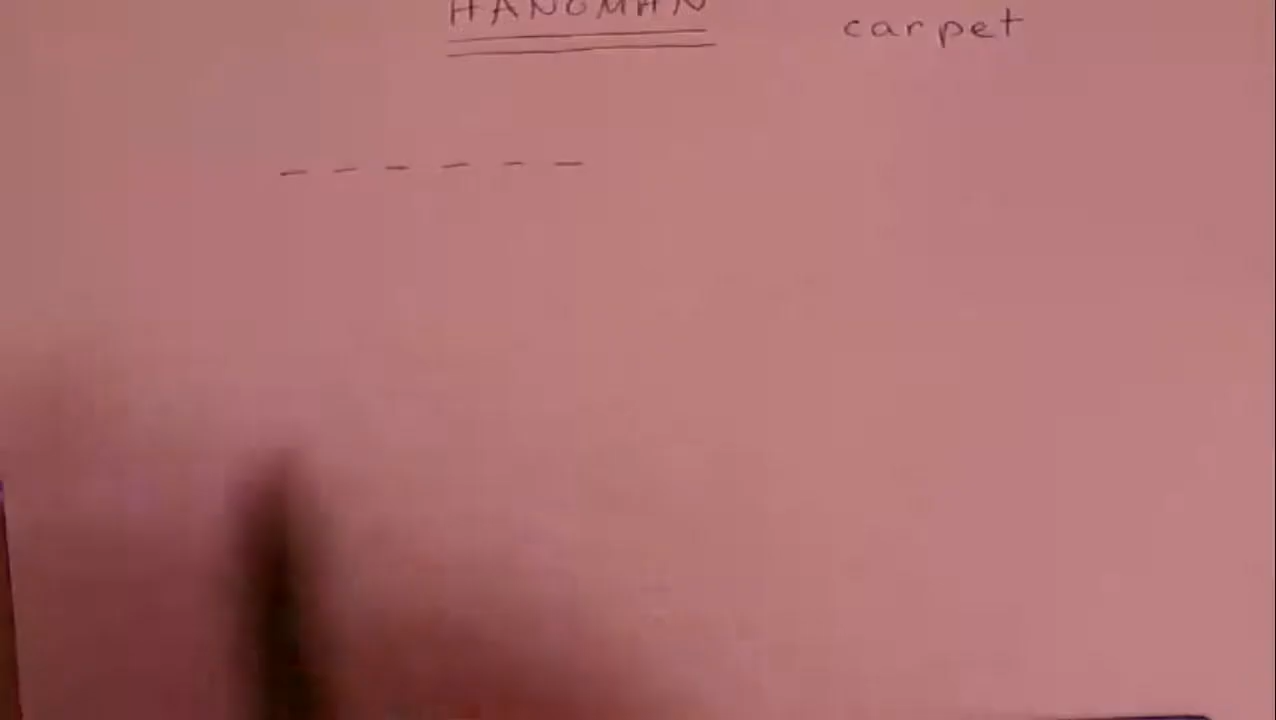 HANGMAN
carpet
_ _ _ _ _ _